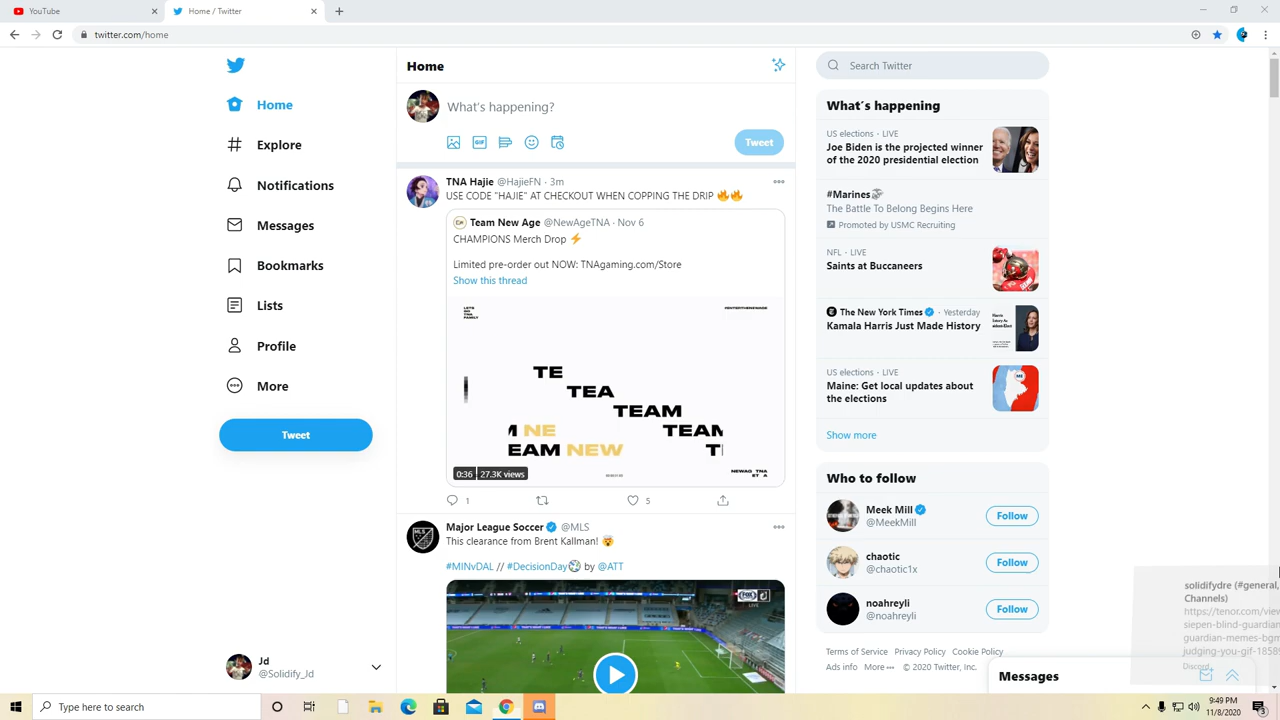 YouTube
Home / Twitter
twitter.com/home
Home
Explore
Notifications
Messages
Bookmarks
Lists
Profile
More
Tweet
Jd
@Solidify_Jd
Home
What's happening?
GIF
Tweet
TNA Hajie @HajieFN · 3m
USE CODE "HAJIE" AT CHECKOUT WHEN COPPING THE DRIP 🔥🔥
Team New Age @NewAgeTNA · Nov 6
CHAMPIONS Merch Drop ⚡
Limited pre-order out NOW: TNAgaming.com/Store
Show this thread
LETS
GO
TNA
FAMILY
#ENTERTHENEWAGE
TE
TEA
TEAM
NE TEAM
EAM NEW T
0:36 27.3K views
1
5
Major League Soccer @MLS
This clearance from Brent Kallman! 🤯
#MINvDAL // #DecisionDay by @ATT
Search Twitter
What's happening
US elections · LIVE
Joe Biden is the projected winner
of the 2020 presidential election
#Marines
The Battle To Belong Begins Here
Promoted by USMC Recruiting
NFL · LIVE
Saints at Buccaneers
The New York Times · Yesterday
Kamala Harris Just Made History
US elections · LIVE
Maine: Get local updates about
the elections
Show more
Who to follow
Meek Mill
@MeekMill
Follow
chaotic
@chaotic1x
Follow
noahreyli
@noahreyli
Follow
Terms of Service Privacy Policy Cookie Policy
Ads info More © 2020 Twitter, Inc.
Messages
solidifydre (#general,
Channels)
https://tenor.com/view
siepen-blind-guardian
guardian-memes-bgm
judging-you-gif-1858
Discord
Type here to search
9:49 PM
11/8/2020
3